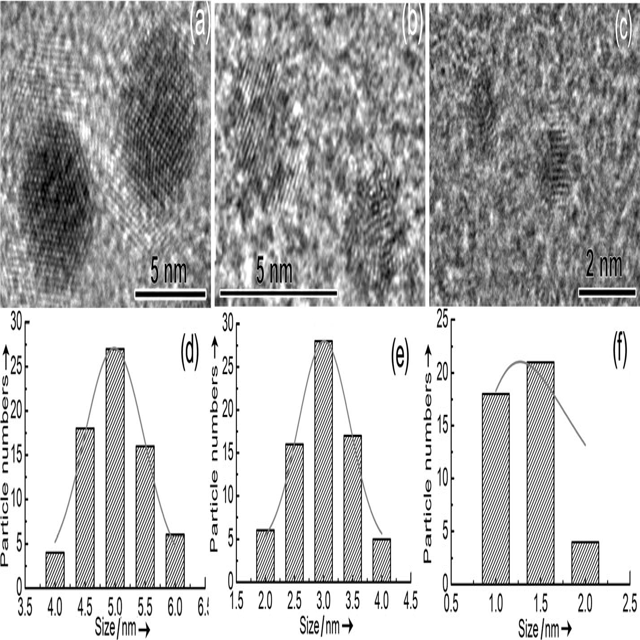 (a)
(b)
(c)
5 nm
5 nm
2 nm
(d)
Particle numbers →
30
25
20
15
10
5
0
3.5 4.0 4.5 5.0 5.5 6.0 6.5
Size/nm →
(e)
Particle numbers →
30
25
20
15
10
5
0
1.5 2.0 2.5 3.0 3.5 4.0 4.5
Size/nm →
(f)
Particle numbers →
25
20
15
10
5
0
0.5 1.0 1.5 2.0 2.5
Size/nm →